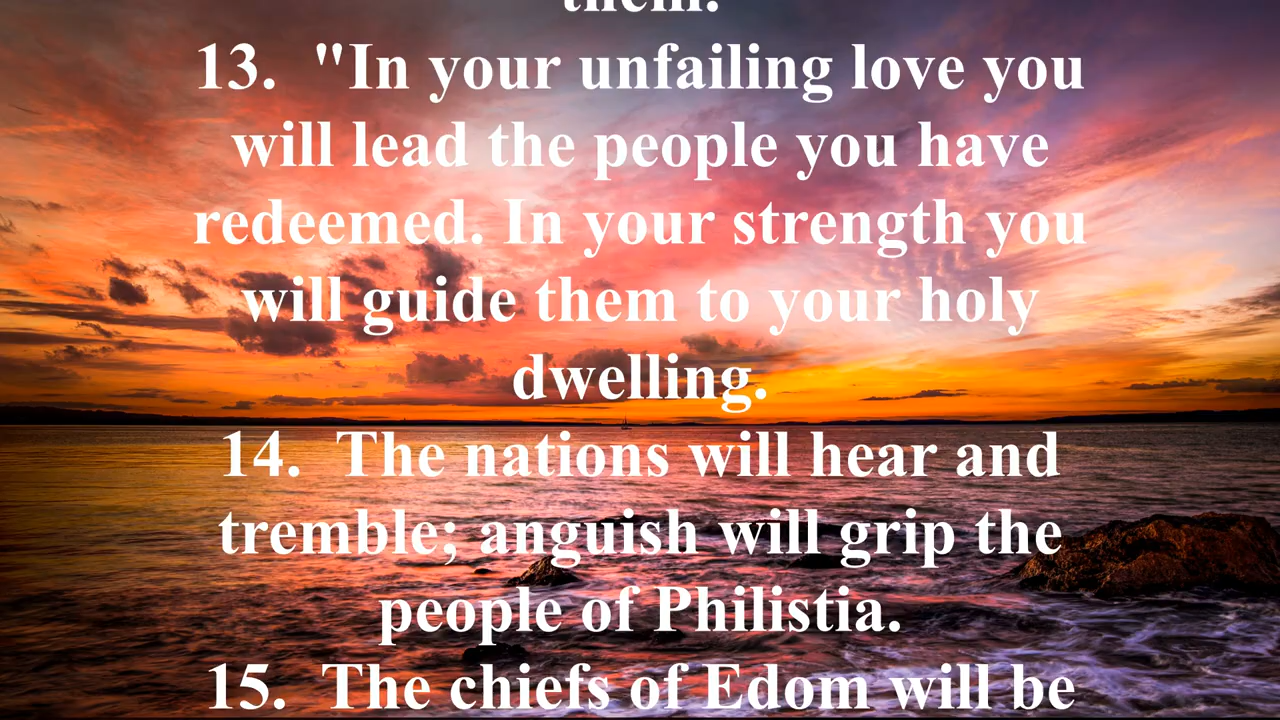 them.
13. "In your unfailing love you
will lead the people you have
redeemed. In your strength you
will guide them to your holy
dwelling.
14. The nations will hear and
tremble; anguish will grip the
people of Philistia.
15. The chiefs of Edom will be